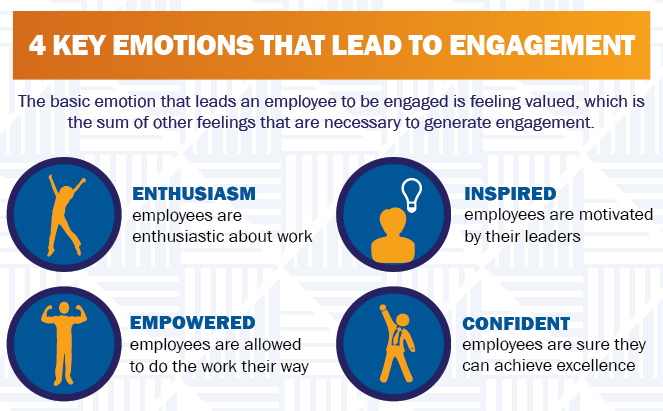 4 KEY EMOTIONS THAT LEAD TO ENGAGEMENT
The basic emotion that leads an employee to be engaged is feeling valued, which is
the sum of other feelings that are necessary to generate engagement.
ENTHUSIASM
employees are
enthusiastic about work
INSPIRED
employees are motivated
by their leaders
EMPOWERED
employees are allowed
to do the work their way
CONFIDENT
employees are sure they
can achieve excellence